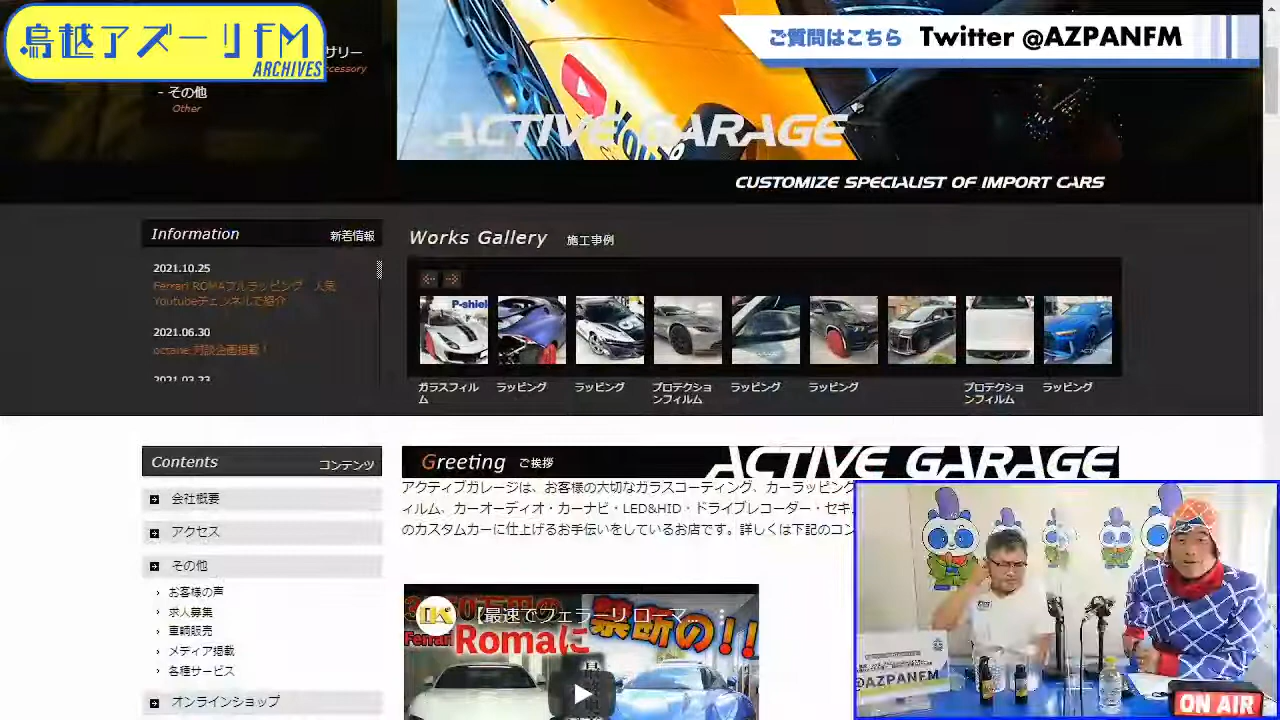 鳥越アズーリFM
ARCHIVES
サリー
ccessory
- その他
Other
ご質問はこちら Twitter @AZPANFM
ACTIVE GARAGE
CUSTOMIZE SPECIALIST OF IMPORT CARS
Information 新着情報
2021.10.25
Ferrari ROMAフルラッピング 人気
Youtubeチェンネルで紹介
2021.06.30
octane 対談企画掲載！
2021.03.23
Works Gallery 施工事例
P-shiel
ガラスフィル
ム
ラッピング
ラッピング
プロテクショ
ンフィルム
ラッピング
ラッピング
プロテクショ
ンフィルム
ラッピング
Contents コンテンツ
会社概要
アクセス
その他
› お客様の声
› 求人募集
› 車輌販売
› メディア掲載
› 各種サービス
オンラインショップ
Greeting ご挨拶
ACTIVE GARAGE
アクティブガレージは、お客様の大切なガラスコーティング、カーラッピング
ィルム、カーオーディオ・カーナビ・LED&HID・ドライブレコーダー・セキ
のカスタムカーに仕上げるお手伝いをしているお店です。詳しくは下記のコン
【最速でフェラーリ ローマ...
Ferrari Romaに
禁断の!!
@AZPANFM
ON AIR